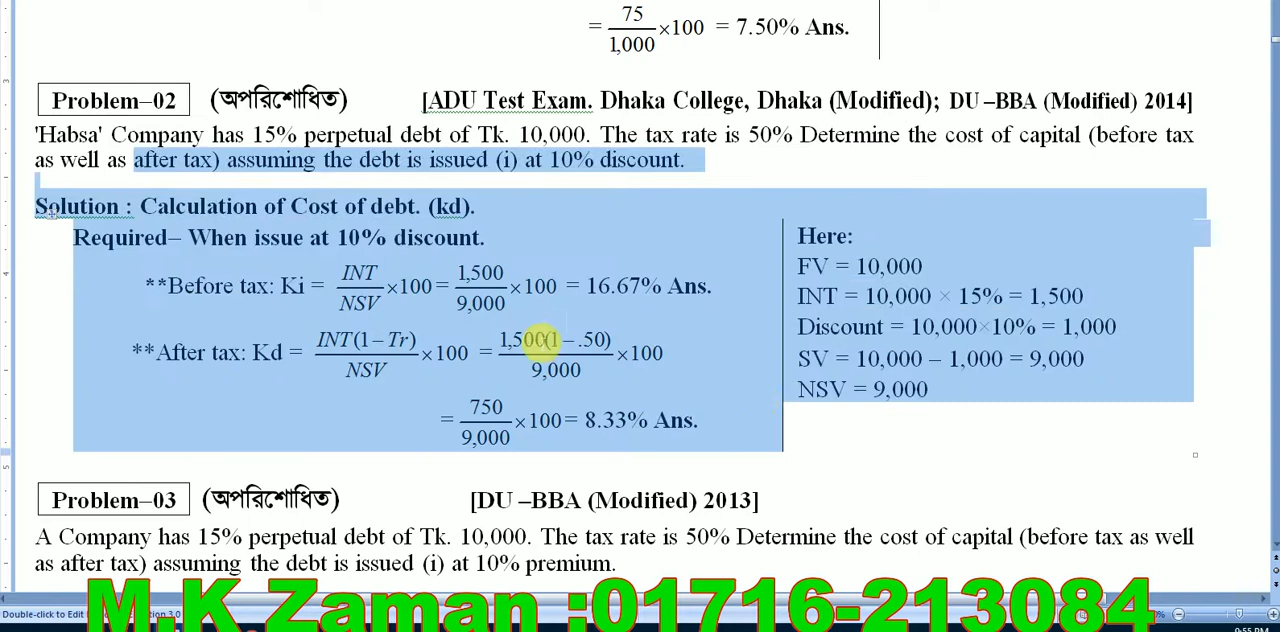 = 75/1,000 ×100 = 7.50% Ans.
Problem–02 (অপরিশোধিত) [ADU Test Exam. Dhaka College, Dhaka (Modified); DU –BBA (Modified) 2014]
'Habsa' Company has 15% perpetual debt of Tk. 10,000. The tax rate is 50% Determine the cost of capital (before tax
as well as after tax) assuming the debt is issued (i) at 10% discount.
Solution : Calculation of Cost of debt. (kd).
Required– When issue at 10% discount.
**Before tax: Ki = INT/NSV ×100 = 1,500/9,000 ×100 = 16.67% Ans.
**After tax: Kd = INT(1– Tr)/NSV ×100 = 1,500(1– .50)/9,000 ×100
= 750/9,000 ×100 = 8.33% Ans.
Here:
FV = 10,000
INT = 10,000 × 15% = 1,500
Discount = 10,000×10% = 1,000
SV = 10,000 – 1,000 = 9,000
NSV = 9,000
Problem–03 (অপরিশোধিত) [DU –BBA (Modified) 2013]
A Company has 15% perpetual debt of Tk. 10,000. The tax rate is 50% Determine the cost of capital (before tax as well
as after tax) assuming the debt is issued (i) at 10% premium.
M.K.Zaman :01716-213084
Double-click to Edit